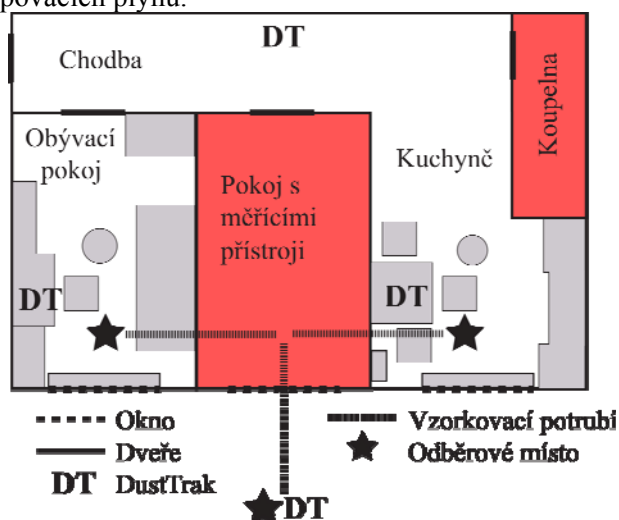 povacích plynů.
DT
Chodba
Koupelna
Obývací
pokoj
Kuchynč
Pokoj s
měřícími
přístroji
DT
DT
Okno
Vzorkovací potrubí
Dveře
Odběrové místo
DT DustTrak
DT